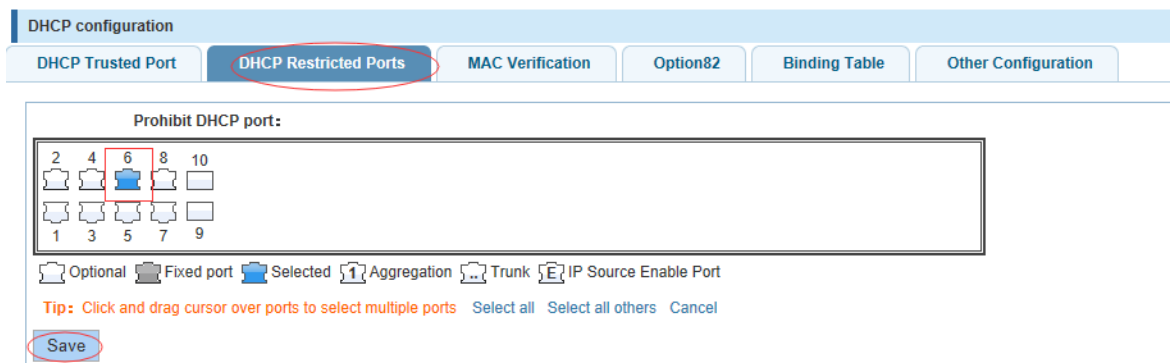 DHCP configuration
DHCP Trusted Port DHCP Restricted Ports MAC Verification Option82 Binding Table Other Configuration
Prohibit DHCP port：
2 4 6 8 10
1 3 5 7 9
Optional Fixed port Selected 1 Aggregation .. Trunk E IP Source Enable Port
Tip: Click and drag cursor over ports to select multiple ports Select all Select all others Cancel
Save